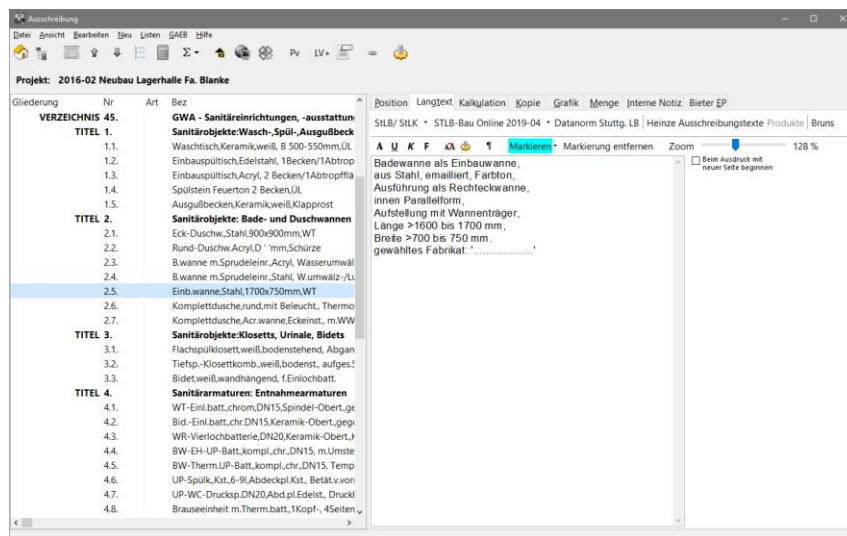 Ausschreibung
Datei Ansicht Bearbeiten Neu Listen GAEB Hilfe
Σ Pv LV+
Projekt: 2016-02 Neubau Lagerhalle Fa. Blanke
Gliederung Nr Art Bez
VERZEICHNIS 45. GWA - Sanitäreinrichtungen, -ausstattun
TITEL 1. Sanitärobjekte:Wasch-,Spül-,Ausgußbeck
1.1. Waschtisch,Keramik,weiß, B 500-550mm,ÜL
1.2. Einbauspültisch,Edelstahl, 1Becken/1Abtrop
1.3. Einbauspültisch,Acryl, 2 Becken/1Abtropflä
1.4. Spülstein Feuerton 2 Becken,ÜL
1.5. Ausgußbecken,Keramik,weiß,Klapprost
TITEL 2. Sanitärobjekte: Bade- und Duschwannen
2.1. Eck-Duschw.,Stahl,900x900mm,WT
2.2. Rund-Duschw.Acryl,D ' 'mm,Schürze
2.3. B.wanne m.Sprudeleinr.,Acryl, Wasserumwäl
2.4. B.wanne m.Sprudeleinr.,Stahl, W.umwälz-/Lu
2.5. Einb.wanne,Stahl,1700x750mm,WT
2.6. Komplettdusche,rund,mit Beleucht., Thermo
2.7. Komplettdusche,Acr.wanne,Eckeinst., m.WW
TITEL 3. Sanitärobjekte:Klosetts, Urinale, Bidets
3.1. Flachspülklosett,weiß,bodenstehend, Abgan
3.2. Tiefsp.-Klosettkomb.,weiß,bodenst., aufges.S
3.3. Bidet,weiß,wandhängend, f.Einlochbatt.
TITEL 4. Sanitärarmaturen: Entnahmearmaturen
4.1. WT-Einl.batt.,chrom,DN15,Spindel-Obert.,ge
4.2. Bid.-Einl.batt.,chr.DN15,Keramik-Obert.,gege
4.3. WR-Vierlochbatterie,DN20,Keramik-Obert.,K
4.4. BW-EH-UP-Batt.,kompl.,chr.,DN15, m.Umste
4.5. BW-Therm.UP-Batt.,kompl.,chr.,DN15, Temp
4.6. UP-Spülk.,Kst.,6-9l,Abdeckpl.Kst., Betät.v.von
4.7. UP-WC-Drucksp.DN20,Abd.pl.Edelst., Druckl
4.8. Brauseeinheit m.Therm.batt.,1Kopf-, 4Seiten
Position Langtext Kalkulation Kopie Grafik Menge Interne Notiz Bieter EP
StLB/ StLK STLB-Bau Online 2019-04 Datanorm Stuttg. LB Heinze Ausschreibungstexte Produkte Bruns
A U K F ¶ Markieren Markierung entfernen Zoom 128 %
Badewanne als Einbauwanne,
aus Stahl, emailliert, Farbton,
Ausführung als Rechteckwanne,
innen Parallelform,
Aufstellung mit Wannenträger,
Länge >1600 bis 1700 mm,
Breite >700 bis 750 mm.
gewähltes Fabrikat: '.....................'
Beim Ausdruck mit
neuer Seite beginnen